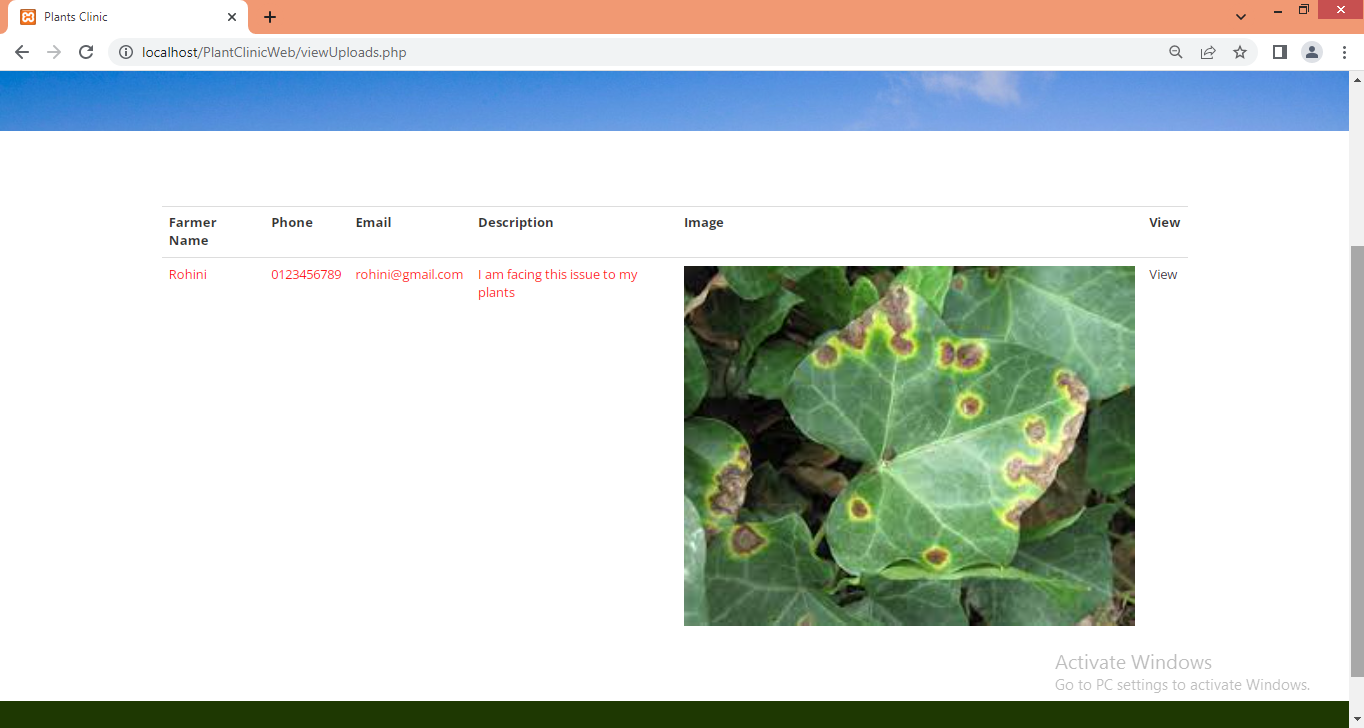 Plants Clinic
localhost/PlantClinicWeb/viewUploads.php
Farmer Name
Phone
Email
Description
Image
View
Rohini
0123456789
rohini@gmail.com
I am facing this issue to my
plants
View
Activate Windows
Go to PC settings to activate Windows.